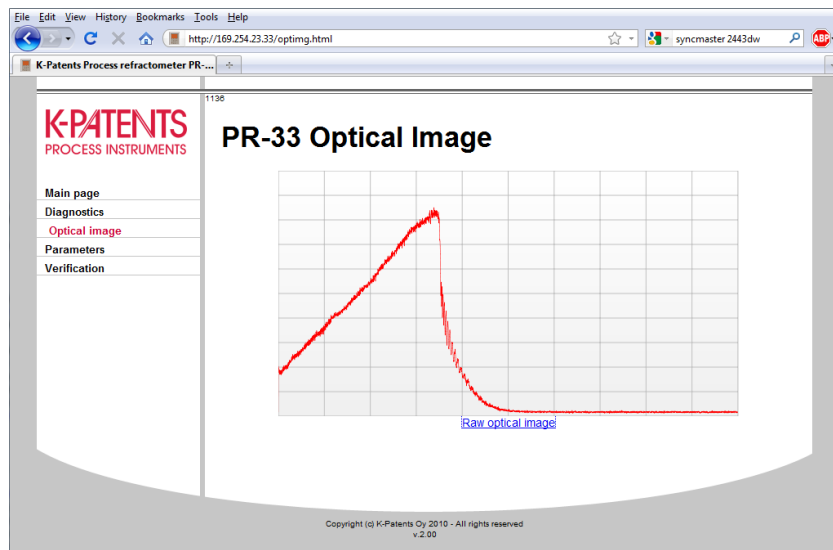 File Edit View History Bookmarks Tools Help
http://169.254.23.33/optimg.html
syncmaster 2443dw
ABP
K-Patents Process refractometer PR-...
1136
K-PATENTS
PROCESS INSTRUMENTS
PR-33 Optical Image
Main page
Diagnostics
Optical image
Parameters
Verification
Raw optical image
Copyright (c) K-Patents Oy 2010 - All rights reserved
v.2.00